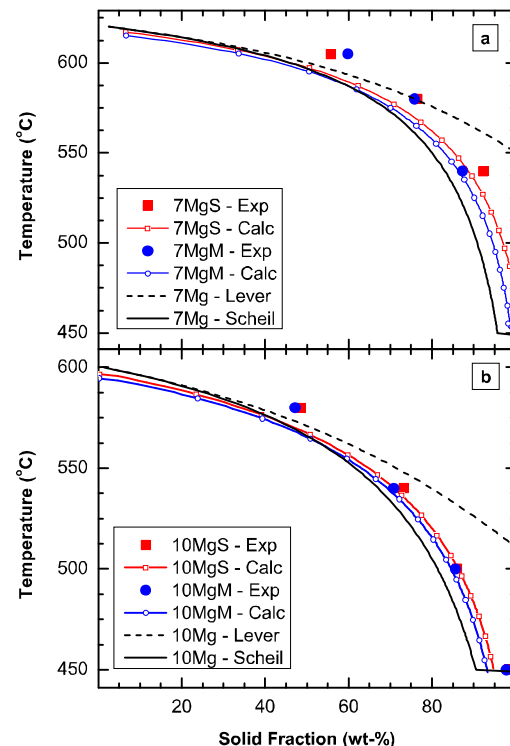 a
600
550
500
450
Temperature (°C)
7MgS - Exp
7MgS - Calc
7MgM - Exp
7MgM - Calc
7Mg - Lever
7Mg - Scheil
b
600
550
500
450
Temperature (°C)
10MgS - Exp
10MgS - Calc
10MgM - Exp
10MgM - Calc
10Mg - Lever
10Mg - Scheil
20 40 60 80
Solid Fraction (wt-%)